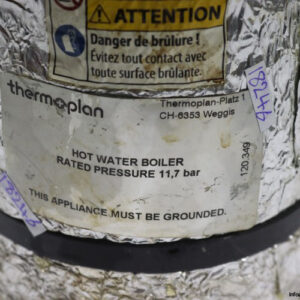 ATTENTION
Danger de brûlure !
Évitez tout contact avec
toute surface brûlante.
thermoplan
Thermoplan-Platz 1
CH-6353 Weggis
HOT WATER BOILER
RATED PRESSURE 11,7 bar
120.349
THIS APPLIANCE MUST BE GROUNDED.